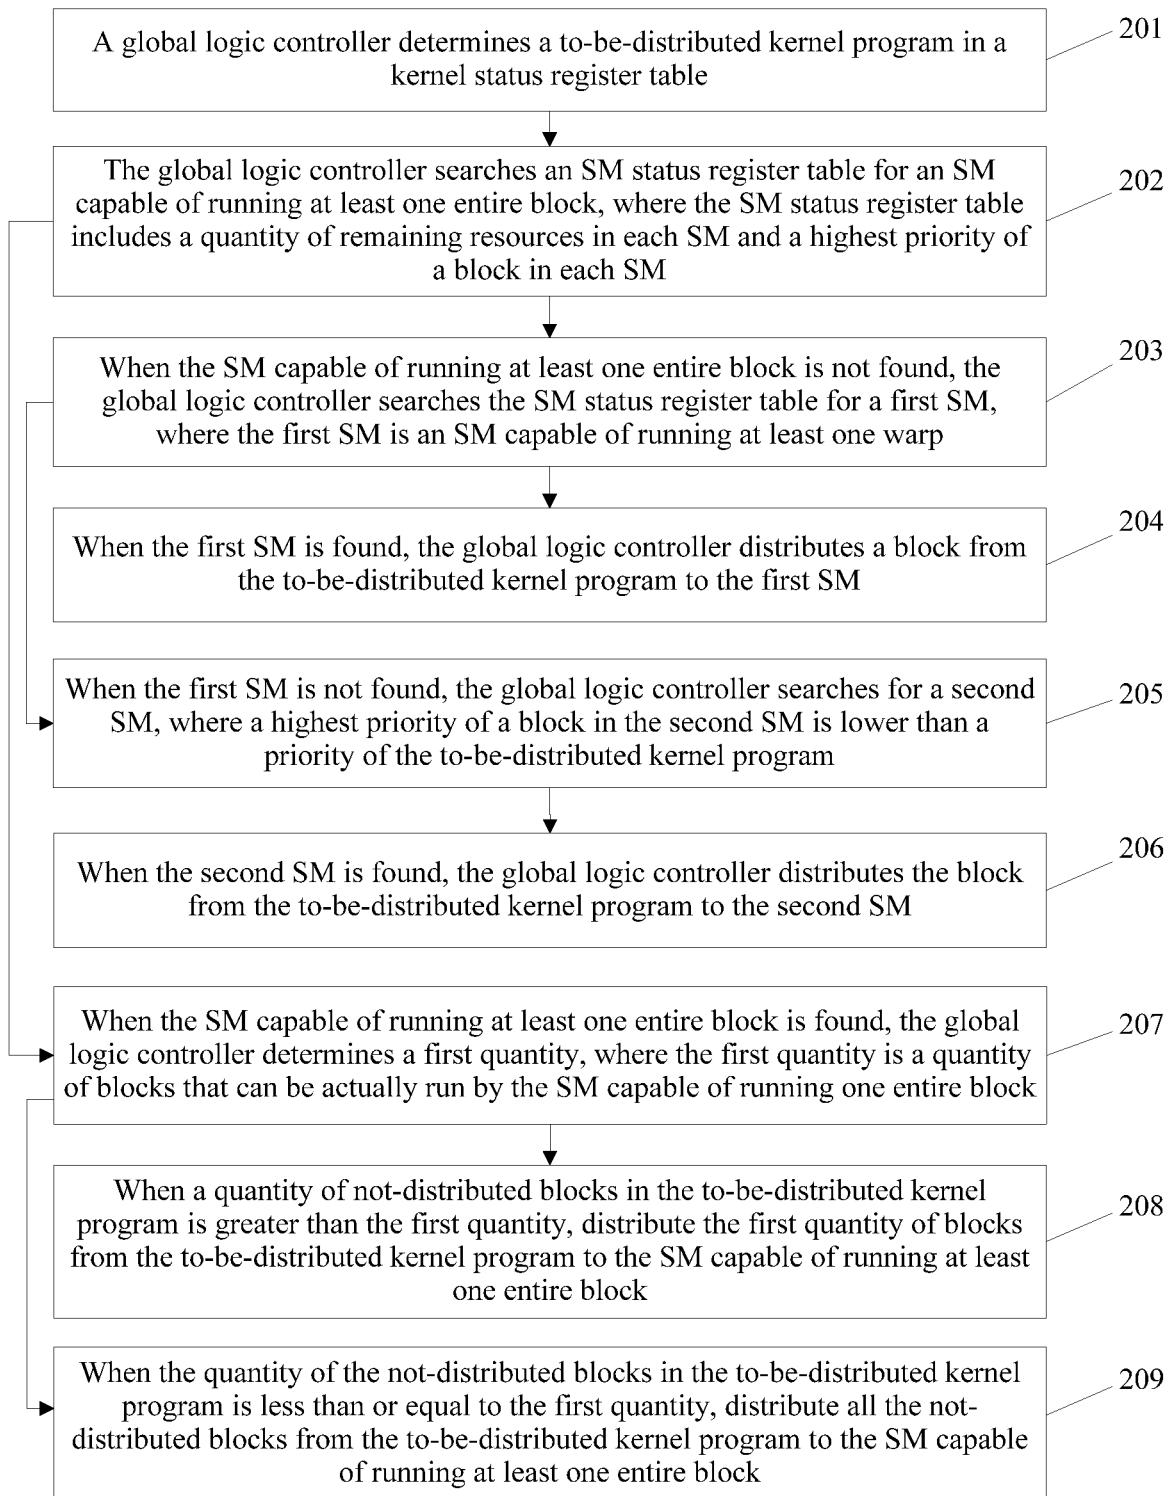 A global logic controller determines a to-be-distributed kernel program in a
kernel status register table
201
The global logic controller searches an SM status register table for an SM
capable of running at least one entire block, where the SM status register table
includes a quantity of remaining resources in each SM and a highest priority of
a block in each SM
202
When the SM capable of running at least one entire block is not found, the
global logic controller searches the SM status register table for a first SM,
where the first SM is an SM capable of running at least one warp
203
When the first SM is found, the global logic controller distributes a block from
the to-be-distributed kernel program to the first SM
204
When the first SM is not found, the global logic controller searches for a second
SM, where a highest priority of a block in the second SM is lower than a
priority of the to-be-distributed kernel program
205
When the second SM is found, the global logic controller distributes the block
from the to-be-distributed kernel program to the second SM
206
When the SM capable of running at least one entire block is found, the global
logic controller determines a first quantity, where the first quantity is a quantity
of blocks that can be actually run by the SM capable of running one entire block
207
When a quantity of not-distributed blocks in the to-be-distributed kernel
program is greater than the first quantity, distribute the first quantity of blocks
from the to-be-distributed kernel program to the SM capable of running at least
one entire block
208
When the quantity of the not-distributed blocks in the to-be-distributed kernel
program is less than or equal to the first quantity, distribute all the not-
distributed blocks from the to-be-distributed kernel program to the SM capable
of running at least one entire block
209